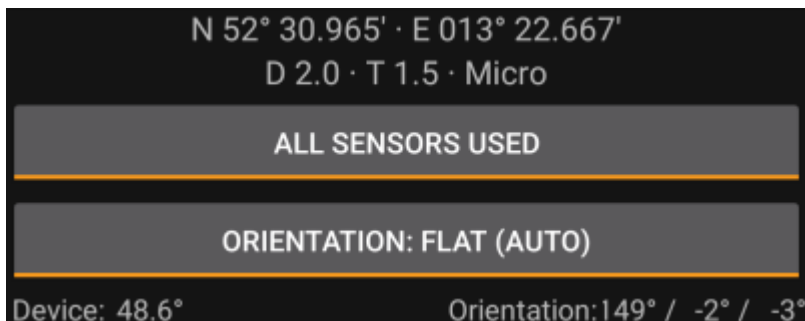 N 52° 30.965' · E 013° 22.667'
D 2.0 · T 1.5 · Micro
ALL SENSORS USED
ORIENTATION: FLAT (AUTO)
Device: 48.6° Orientation:149° / -2° / -3°